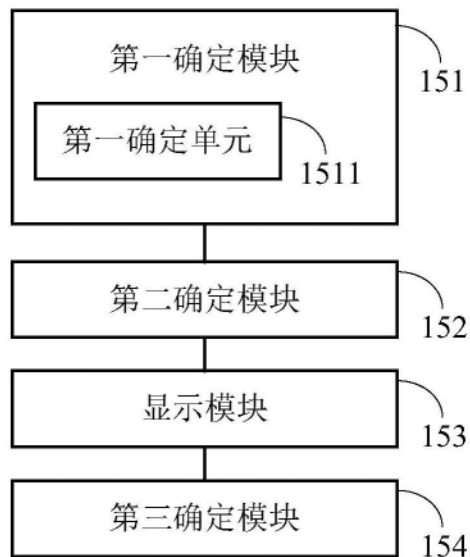 第一确定模块
151
第一确定单元
1511
第二确定模块
152
显示模块
153
第三确定模块
154